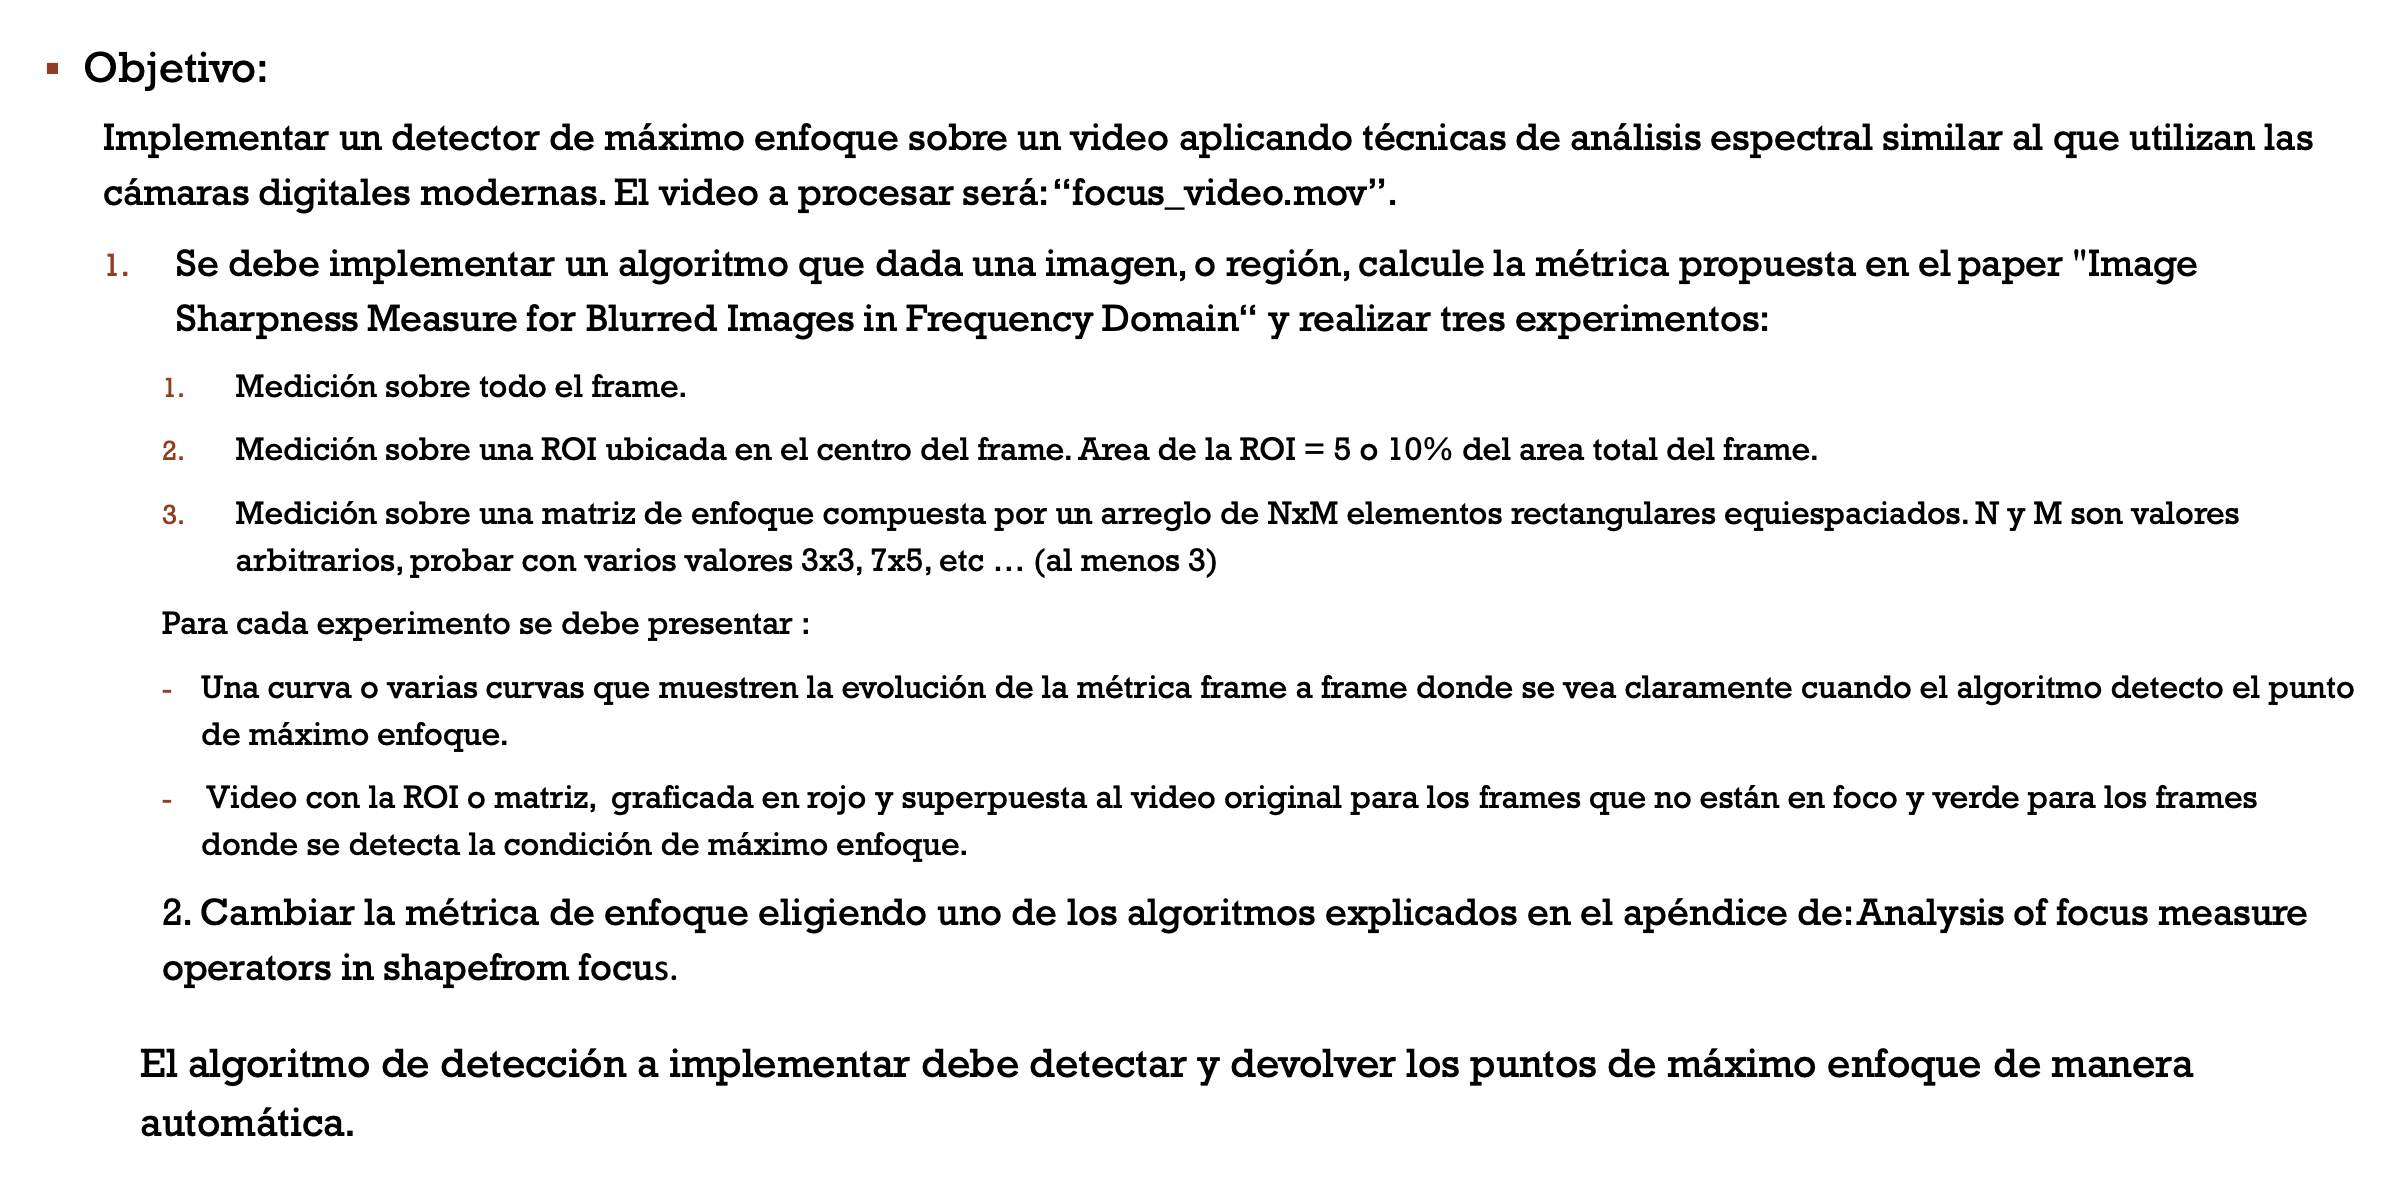 ▪ Objetivo:
Implementar un detector de máximo enfoque sobre un video aplicando técnicas de análisis espectral similar al que utilizan las
cámaras digitales modernas. El video a procesar será: “focus_video.mov”.
1. Se debe implementar un algoritmo que dada una imagen, o región, calcule la métrica propuesta en el paper "Image
Sharpness Measure for Blurred Images in Frequency Domain“ y realizar tres experimentos:
1. Medición sobre todo el frame.
2. Medición sobre una ROI ubicada en el centro del frame. Area de la ROI = 5 o 10% del area total del frame.
3. Medición sobre una matriz de enfoque compuesta por un arreglo de NxM elementos rectangulares equiespaciados. N y M son valores
arbitrarios, probar con varios valores 3x3, 7x5, etc … (al menos 3)
Para cada experimento se debe presentar :
- Una curva o varias curvas que muestren la evolución de la métrica frame a frame donde se vea claramente cuando el algoritmo detecto el punto
de máximo enfoque.
- Video con la ROI o matriz, graficada en rojo y superpuesta al video original para los frames que no están en foco y verde para los frames
donde se detecta la condición de máximo enfoque.
2. Cambiar la métrica de enfoque eligiendo uno de los algoritmos explicados en el apéndice de: Analysis of focus measure
operators in shapefrom focus.
El algoritmo de detección a implementar debe detectar y devolver los puntos de máximo enfoque de manera
automática.